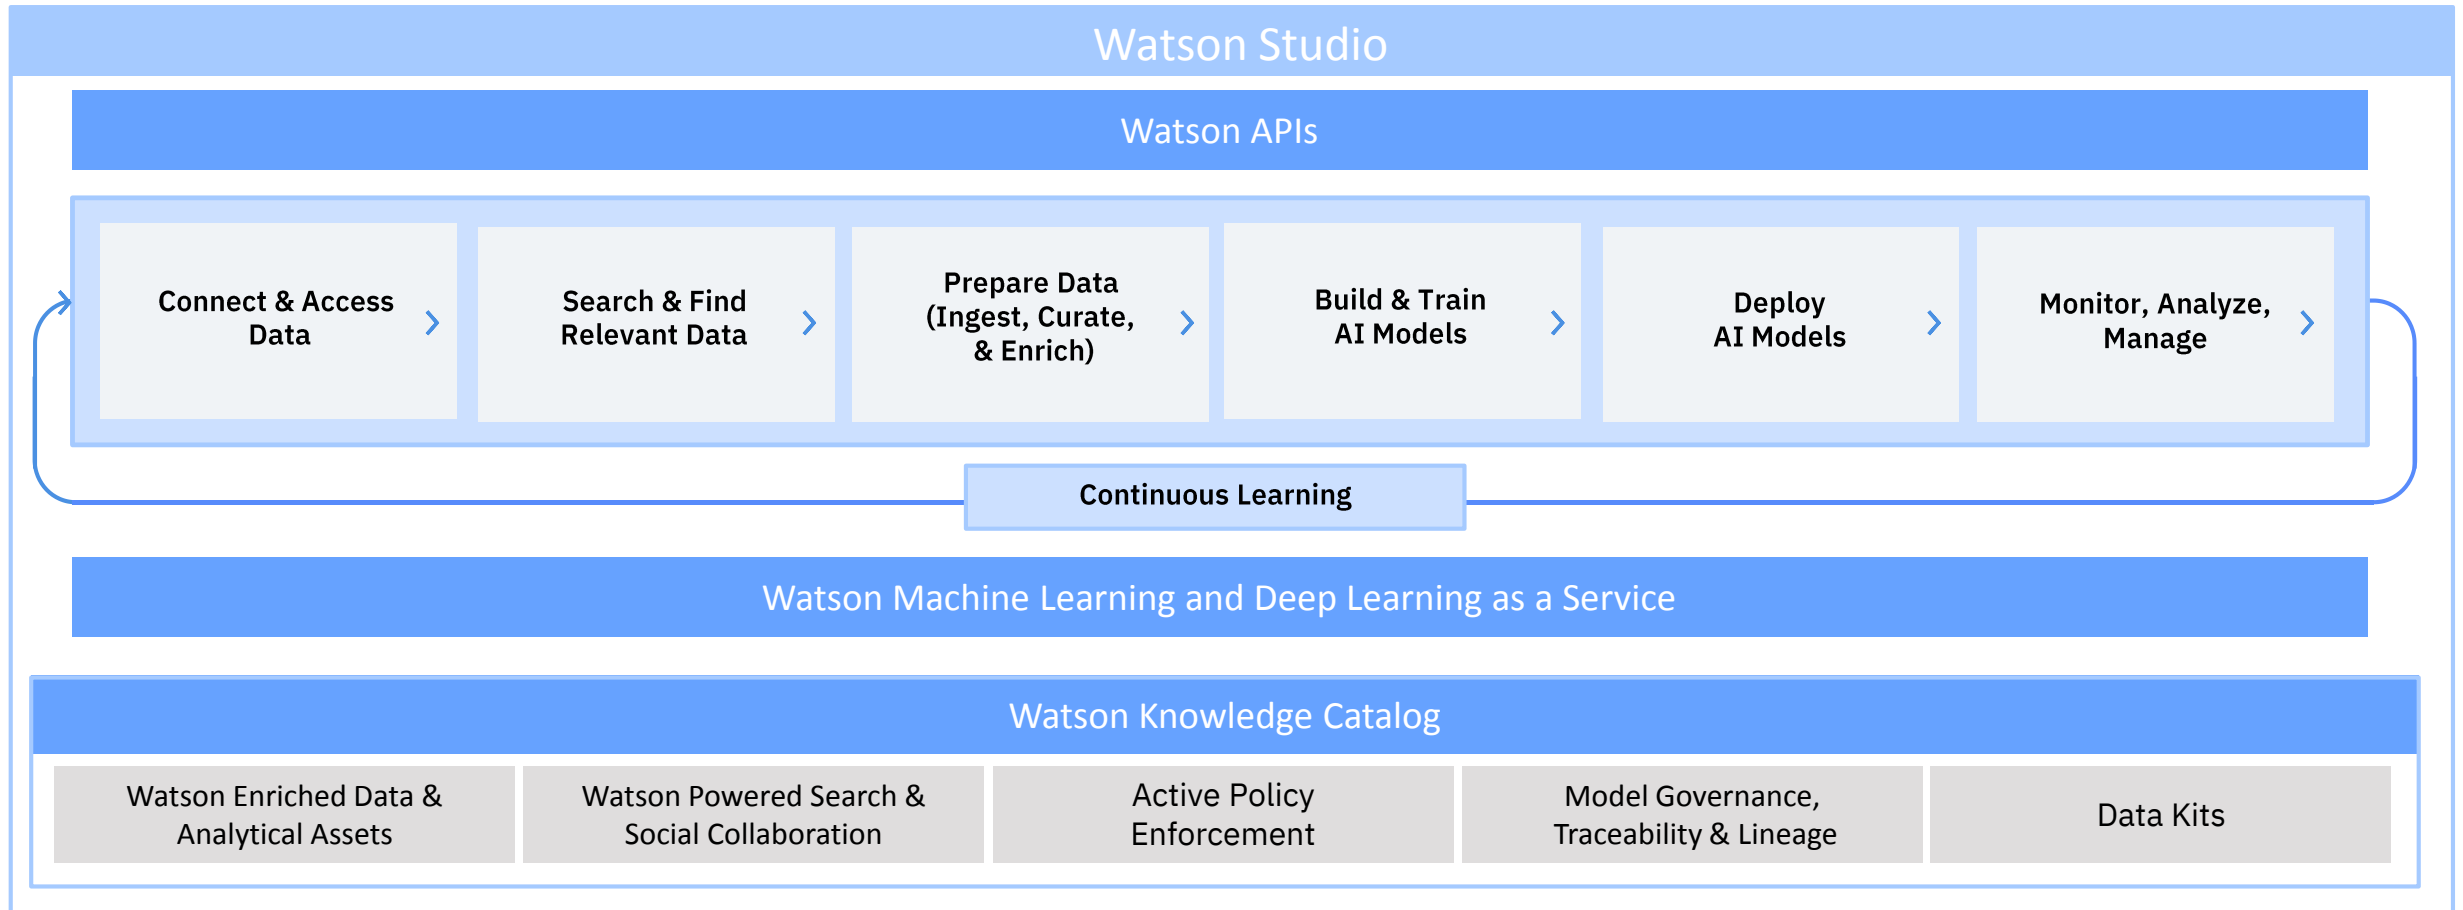 Watson Studio
Watson APIs
Connect & Access
Data
Search & Find
Relevant Data
Prepare Data
(Ingest, Curate,
& Enrich)
Build & Train
AI Models
Deploy
AI Models
Monitor, Analyze,
Manage
Continuous Learning
Watson Machine Learning and Deep Learning as a Service
Watson Knowledge Catalog
Watson Enriched Data &
Analytical Assets
Watson Powered Search &
Social Collaboration
Active Policy
Enforcement
Model Governance,
Traceability & Lineage
Data Kits